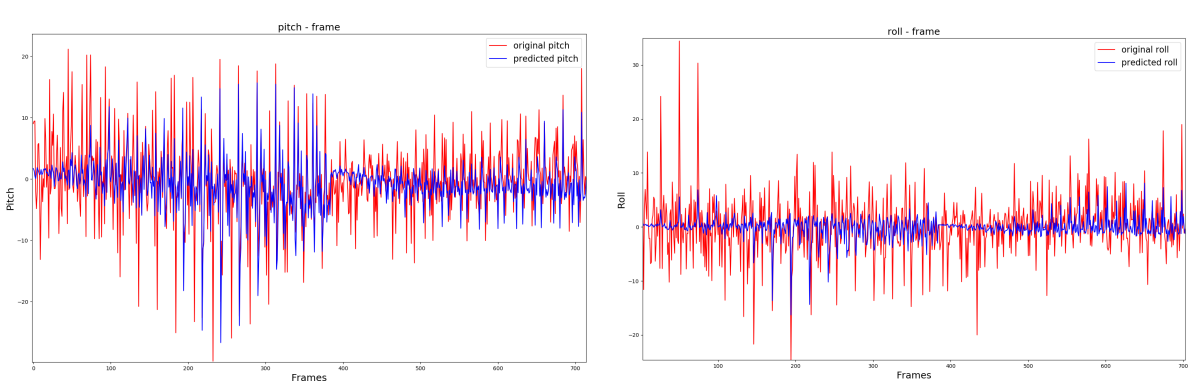 pitch - frame
original pitch
predicted pitch
20
10
0
−10
−20
Pitch
0
100
200
300
400
500
600
700
Frames
roll - frame
original roll
predicted roll
30
20
10
0
−10
−20
Roll
100
200
300
400
500
600
700
Frames